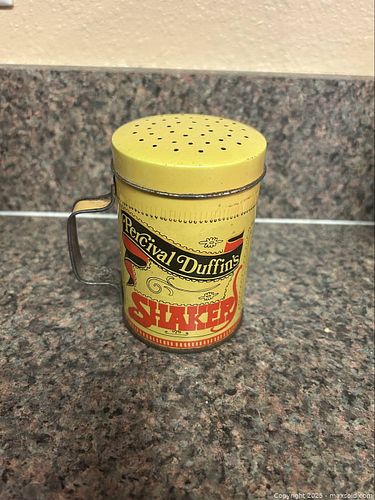 Percival Duffin's
SHAKER
Copyright 2025 - maxsold.com